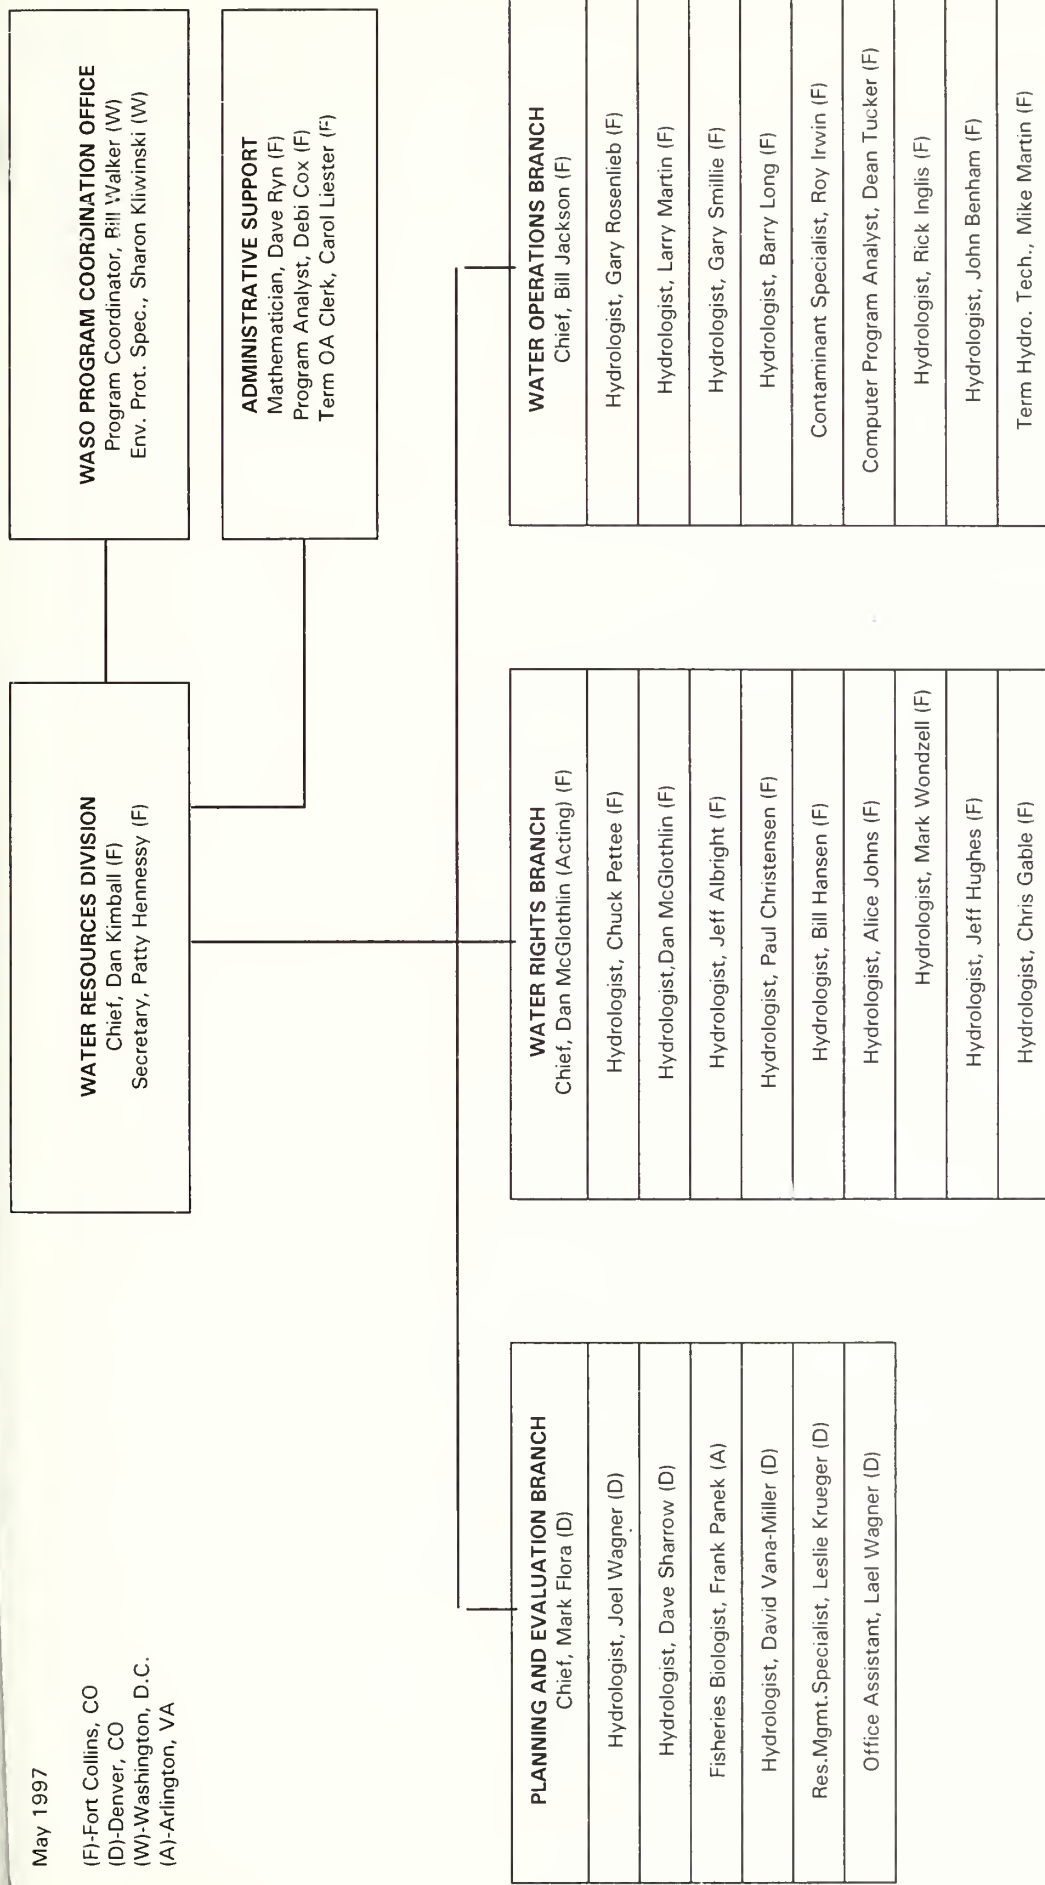 May 1997
(F)-Fort Collins, CO
(D)-Denver, CO
(W)-Washington, D.C.
(A)-Arlington, VA
WATER RESOURCES DIVISION
Chief, Dan Kimball (F)
Secretary, Patty Hennessy (F)
WASO PROGRAM COORDINATION OFFICE
Program Coordinator, Bill Walker (W)
Env. Prot. Spec., Sharon Kliwinski (W)
ADMINISTRATIVE SUPPORT
Mathematician, Dave Ryn (F)
Program Analyst, Debi Cox (F)
Term OA Clerk, Carol Liester (F)
PLANNING AND EVALUATION BRANCH
Chief, Mark Flora (D)
Hydrologist, Joel Wagner (D)
Hydrologist, Dave Sharrow (D)
Fisheries Biologist, Frank Panek (A)
Hydrologist, David Vana-Miller (D)
Res.Mgmt.Specialist, Leslie Krueger (D)
Office Assistant, Lael Wagner (D)
WATER RIGHTS BRANCH
Chief, Dan McGlothlin (Acting) (F)
Hydrologist, Chuck Pettee (F)
Hydrologist,Dan McGlothlin (F)
Hydrologist, Jeff Albright (F)
Hydrologist, Paul Christensen (F)
Hydrologist, Bill Hansen (F)
Hydrologist, Alice Johns (F)
Hydrologist, Mark Wondzell (F)
Hydrologist, Jeff Hughes (F)
Hydrologist, Chris Gable (F)
WATER OPERATIONS BRANCH
Chief, Bill Jackson (F)
Hydrologist, Gary Rosenlieb (F)
Hydrologist, Larry Martin (F)
Hydrologist, Gary Smillie (F)
Hydrologist, Barry Long (F)
Contaminant Specialist, Roy Irwin (F)
Computer Program Analyst, Dean Tucker (F)
Hydrologist, Rick Inglis (F)
Hydrologist, John Benham (F)
Term Hydro. Tech., Mike Martin (F)